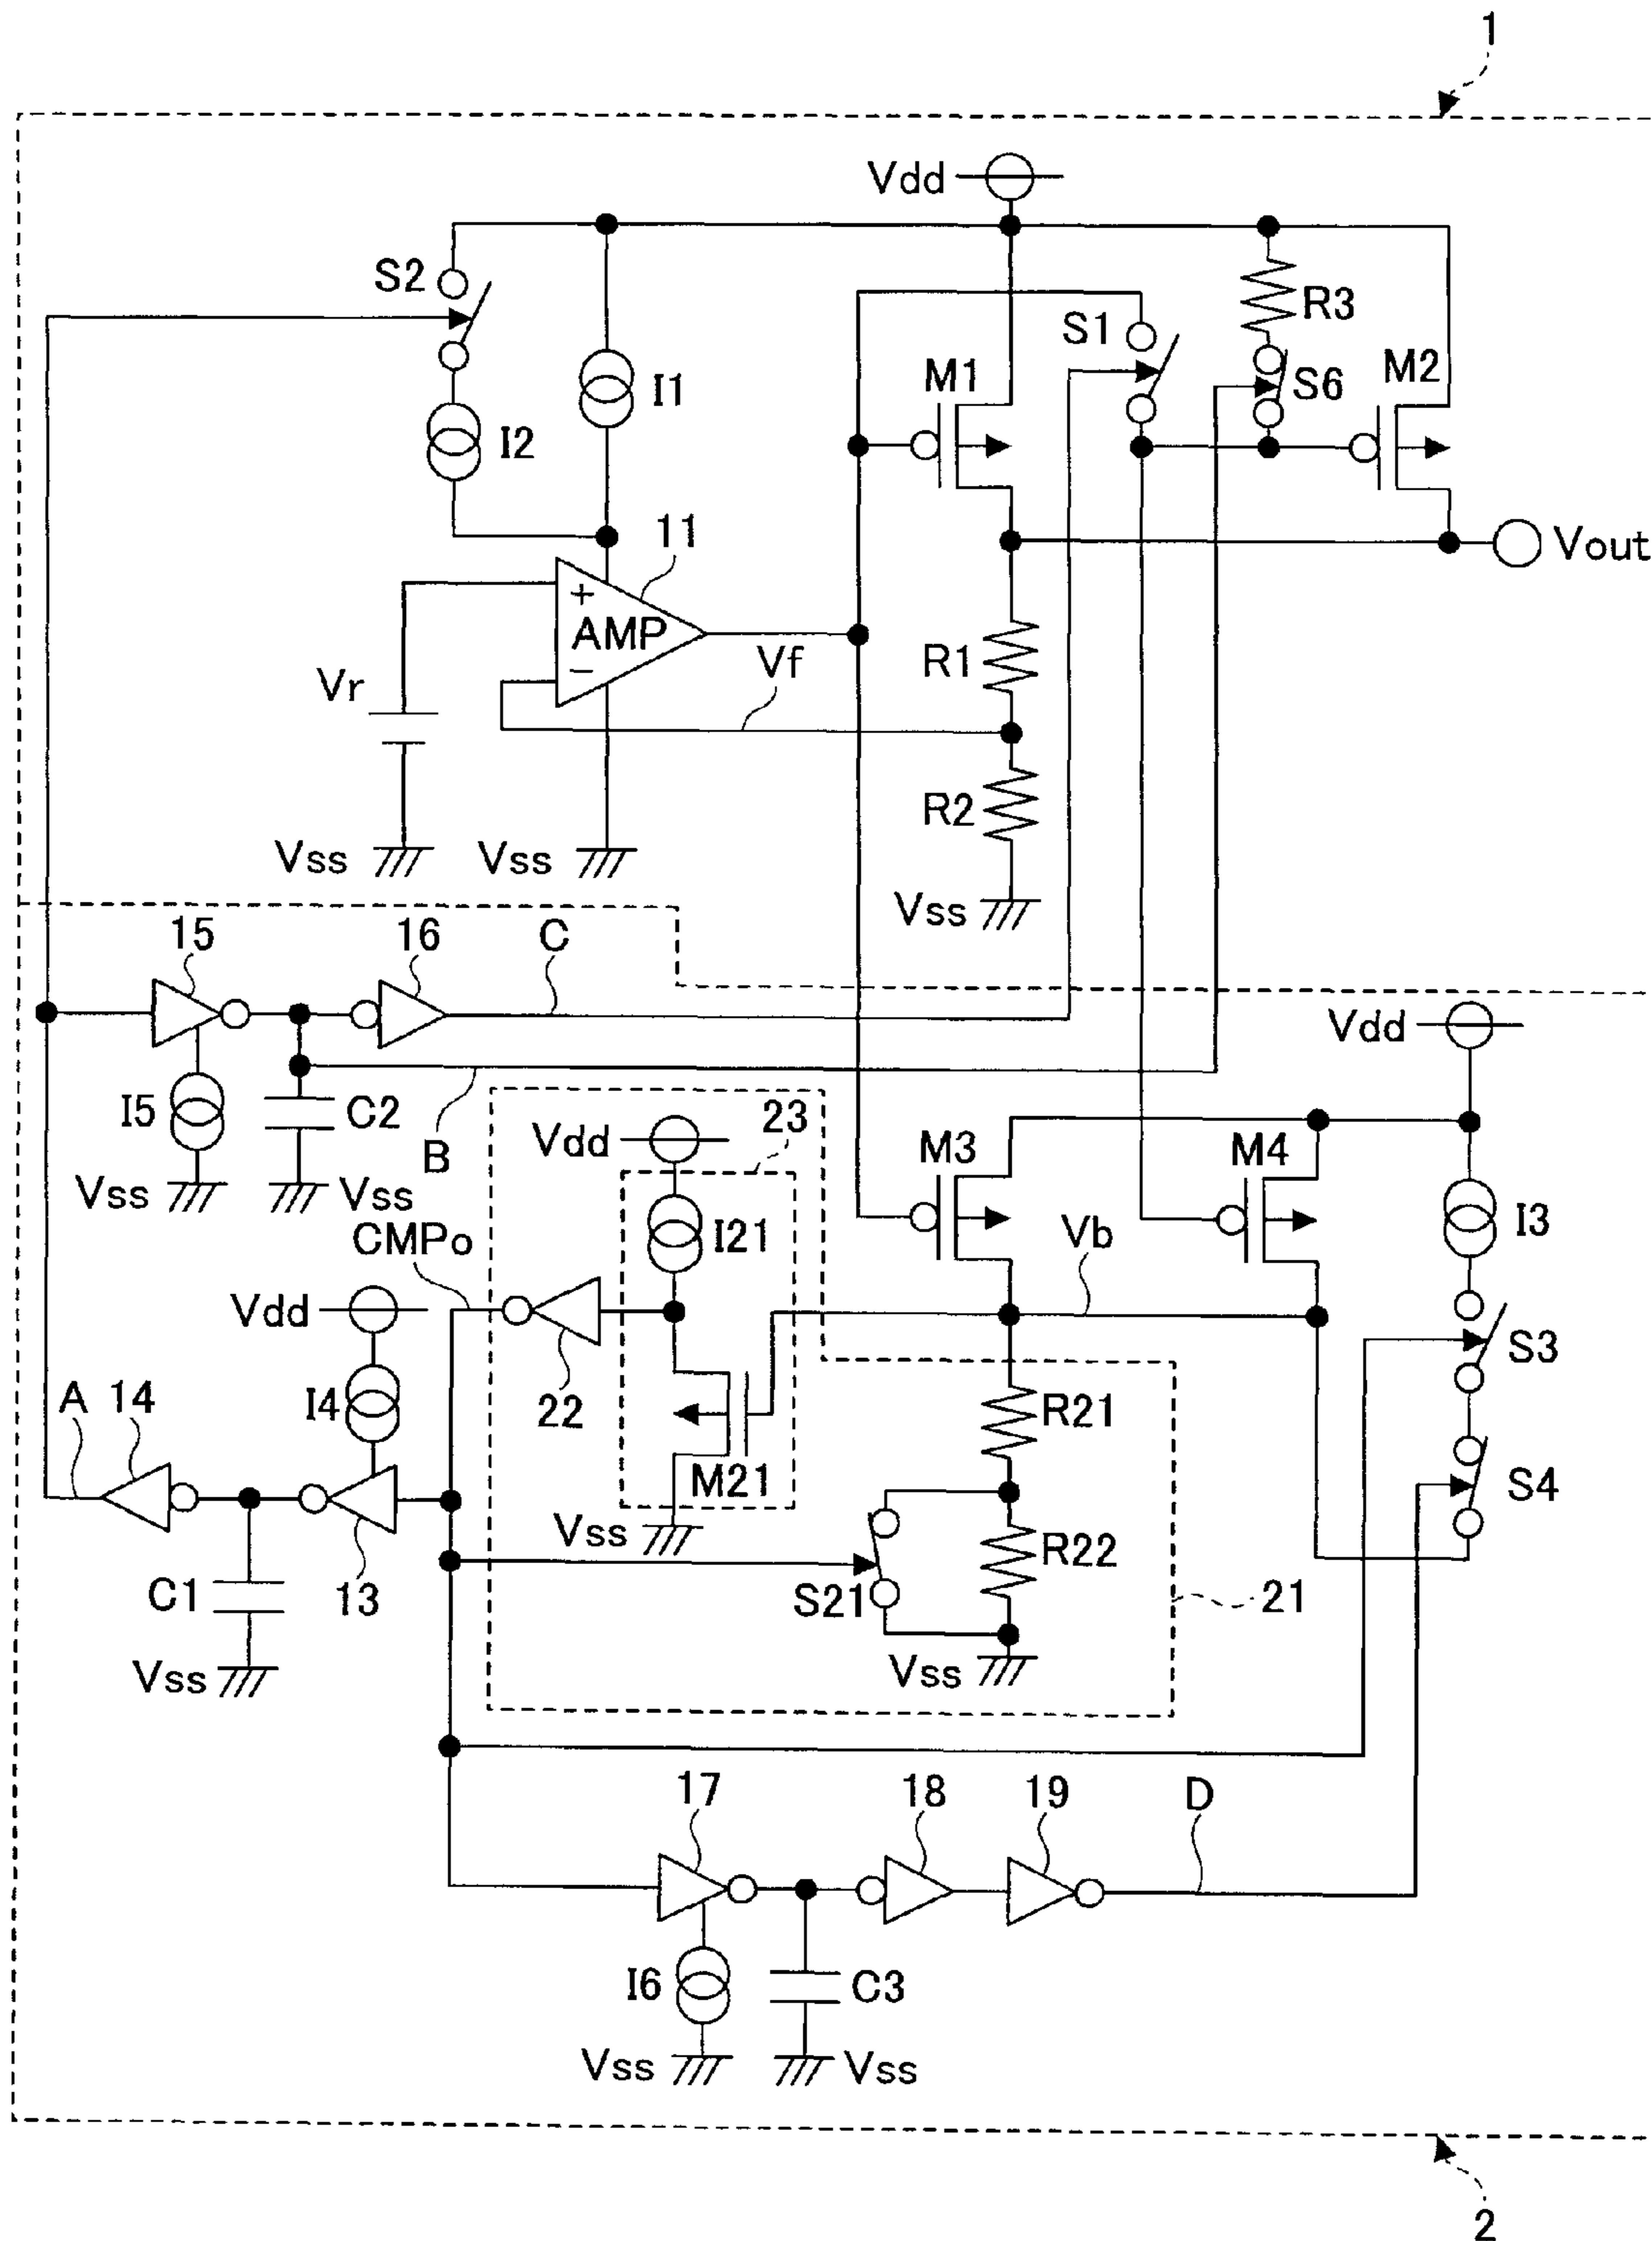 1
Vdd
S2
S1
R3
I1
M1
S6
M2
I2
11
Vout
+
AMP
−
Vf
R1
Vr
R2
Vss
Vss
Vss
15
16
C
Vdd
I5
C2
B
23
Vdd
M3
M4
Vss
Vss
I21
I3
CMPo
Vb
Vdd
S3
A
14
I4
22
R21
M21
S4
Vss
R22
C1
13
S21
21
Vss
Vss
17
18
19
D
I6
C3
Vss
Vss
2